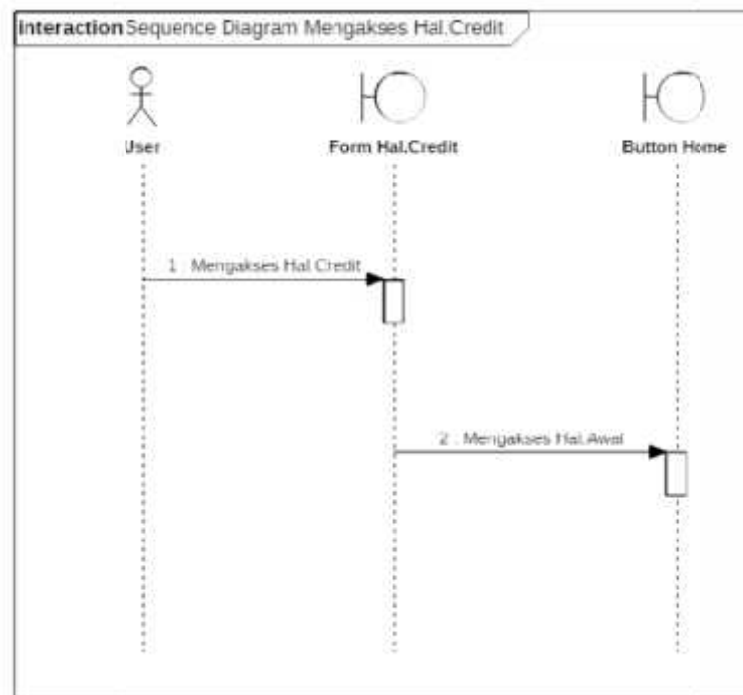 interaction Sequence Diagram Mengakses Hal.Credit
User
Form Hal.Credit
Button Home
1 : Mengakses Hal.Credit
2 : Mengakses Hal.Awal